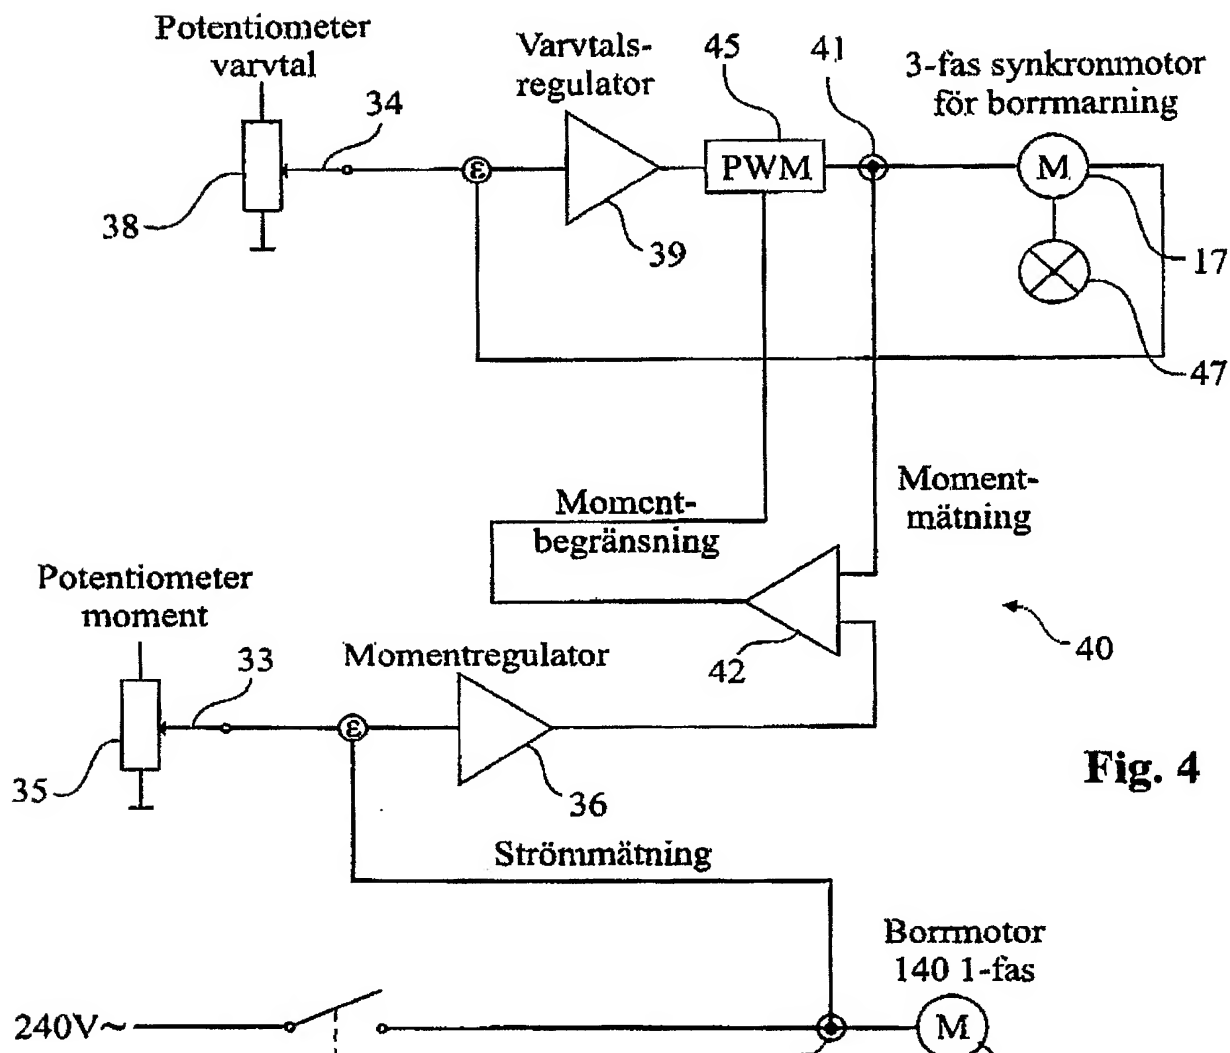 Potentiometer
varvtal
34
38
Varvtals-
regulator
39
45
PWM
41
3-fas synkronmotor
för borrmarning
M
17
47
ε
Moment-
begränsning
Moment-
mätning
42
40
Potentiometer
moment
33
35
ε
Momentregulator
36
Fig. 4
Strömmätning
Borrmotor
140 1-fas
240V~
M